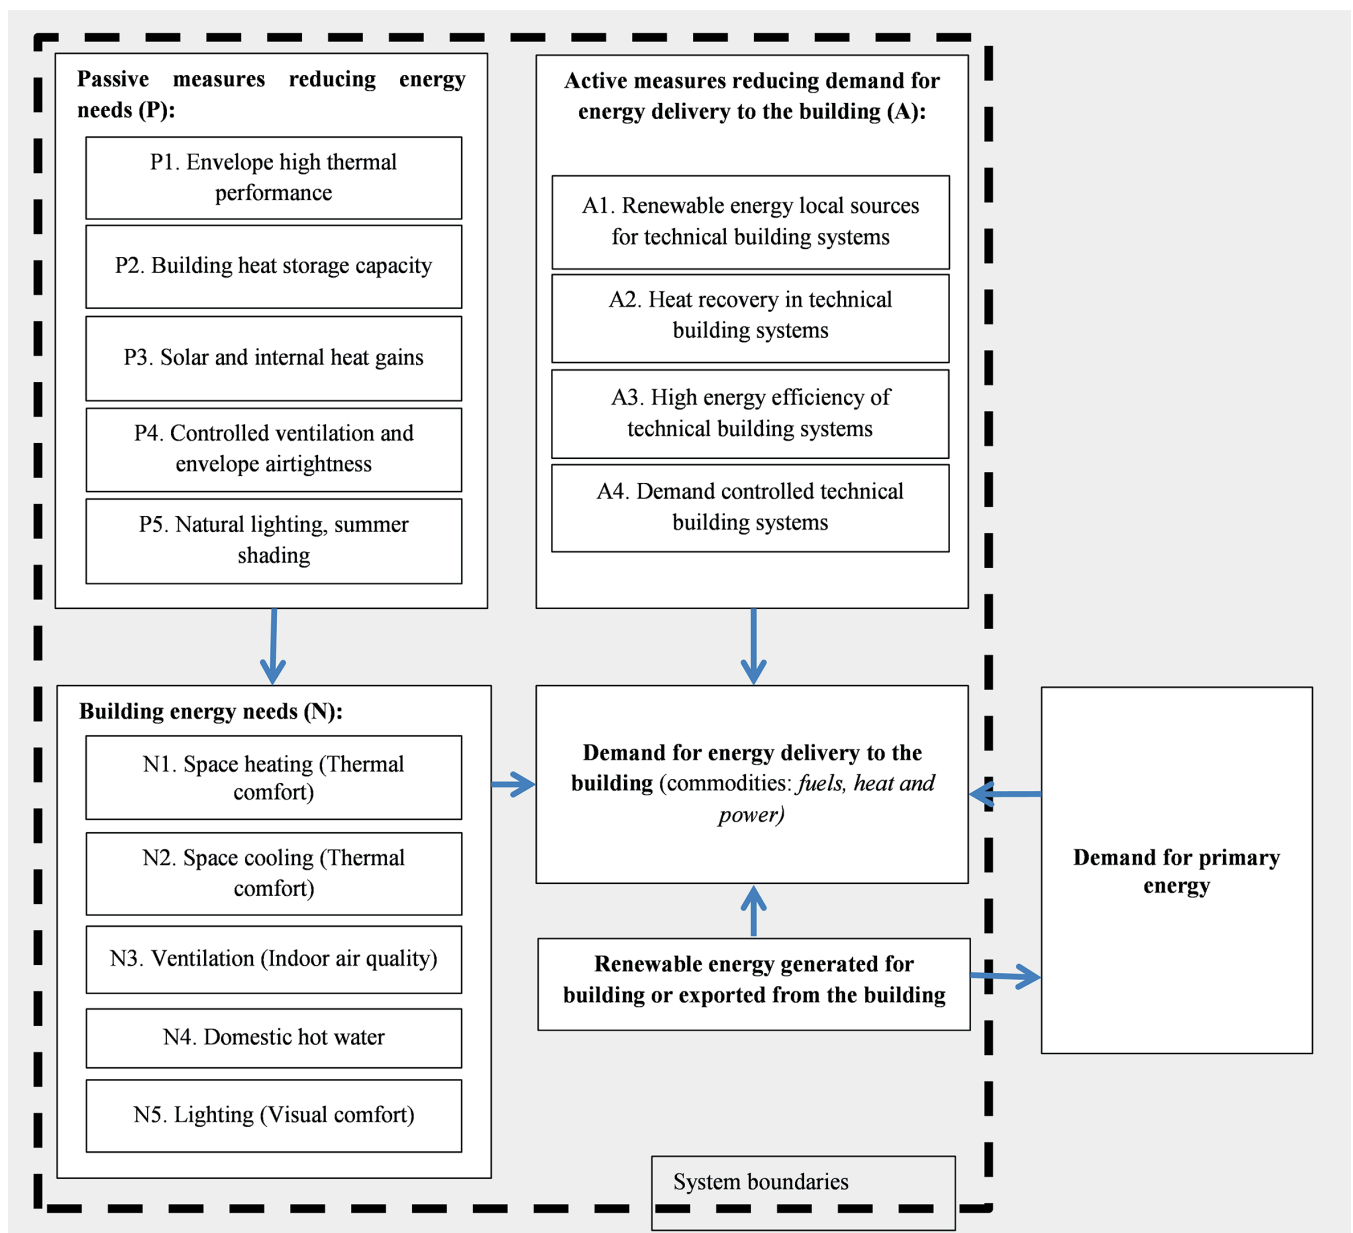 Passive measures reducing energy
needs (P):
P1. Envelope high thermal
performance
P2. Building heat storage capacity
P3. Solar and internal heat gains
P4. Controlled ventilation and
envelope airtightness
P5. Natural lighting, summer
shading
Active measures reducing demand for
energy delivery to the building (A):
A1. Renewable energy local sources
for technical building systems
A2. Heat recovery in technical
building systems
A3. High energy efficiency of
technical building systems
A4. Demand controlled technical
building systems
Building energy needs (N):
N1. Space heating (Thermal
comfort)
N2. Space cooling (Thermal
comfort)
N3. Ventilation (Indoor air quality)
N4. Domestic hot water
N5. Lighting (Visual comfort)
Demand for energy delivery to the
building (commodities: fuels, heat and
power)
Renewable energy generated for
building or exported from the building
Demand for primary
energy
System boundaries